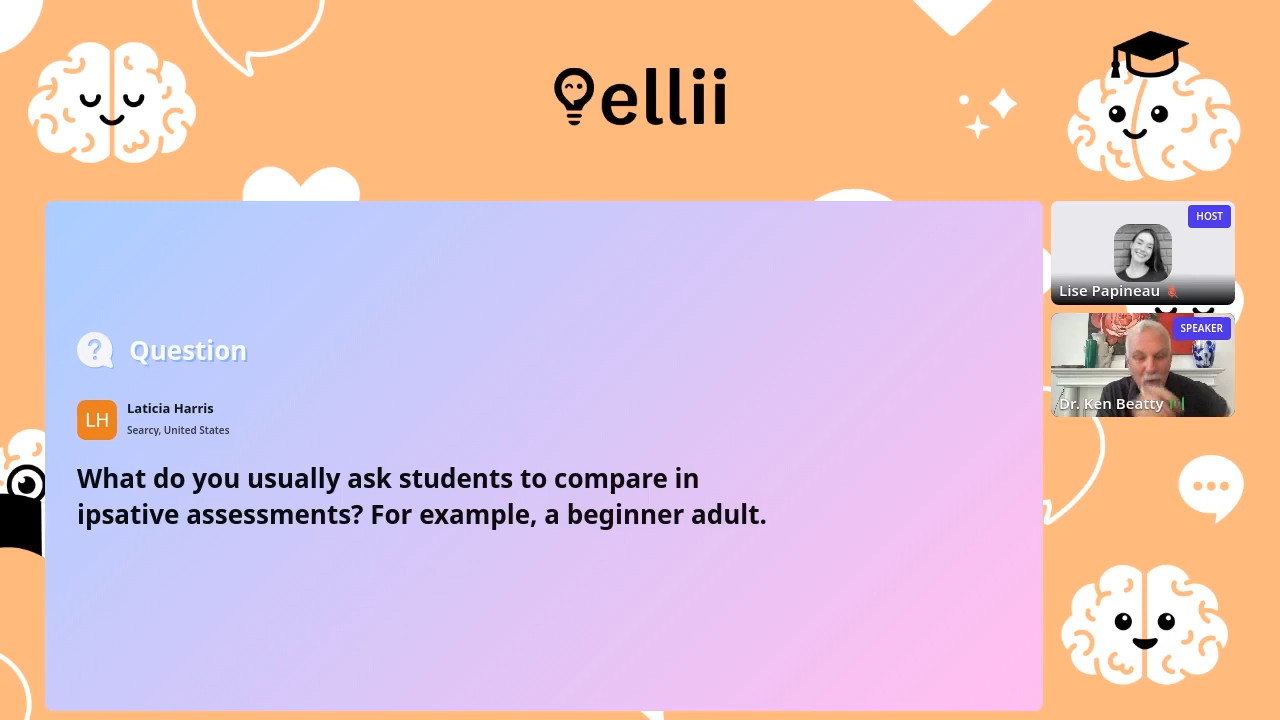 ellii
HOST
Lise Papineau
SPEAKER
Dr. Ken Beatty
Question
LH
Laticia Harris
Searcy, United States
What do you usually ask students to compare in
ipsative assessments? For example, a beginner adult.